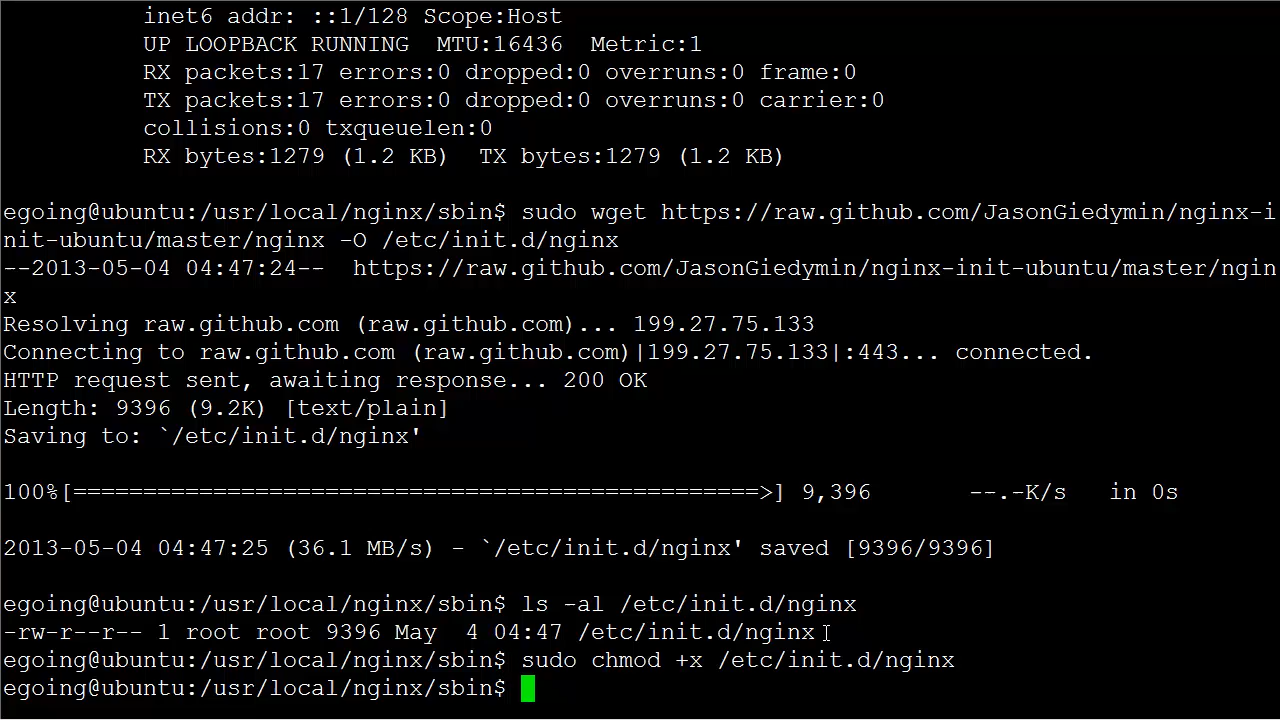 inet6 addr: ::1/128 Scope:Host
UP LOOPBACK RUNNING  MTU:16436  Metric:1
RX packets:17 errors:0 dropped:0 overruns:0 frame:0
TX packets:17 errors:0 dropped:0 overruns:0 carrier:0
collisions:0 txqueuelen:0
RX bytes:1279 (1.2 KB)  TX bytes:1279 (1.2 KB)
egoing@ubuntu:/usr/local/nginx/sbin$ sudo wget https://raw.github.com/JasonGiedymin/nginx-i
nit-ubuntu/master/nginx -O /etc/init.d/nginx
--2013-05-04 04:47:24--  https://raw.github.com/JasonGiedymin/nginx-init-ubuntu/master/ngin
x
Resolving raw.github.com (raw.github.com)... 199.27.75.133
Connecting to raw.github.com (raw.github.com)|199.27.75.133|:443... connected.
HTTP request sent, awaiting response... 200 OK
Length: 9396 (9.2K) [text/plain]
Saving to: `/etc/init.d/nginx'
100%[=================================================>] 9,396       --.-K/s   in 0s
2013-05-04 04:47:25 (36.1 MB/s) - `/etc/init.d/nginx' saved [9396/9396]
egoing@ubuntu:/usr/local/nginx/sbin$ ls -al /etc/init.d/nginx
-rw-r--r-- 1 root root 9396 May  4 04:47 /etc/init.d/nginx
egoing@ubuntu:/usr/local/nginx/sbin$ sudo chmod +x /etc/init.d/nginx
egoing@ubuntu:/usr/local/nginx/sbin$